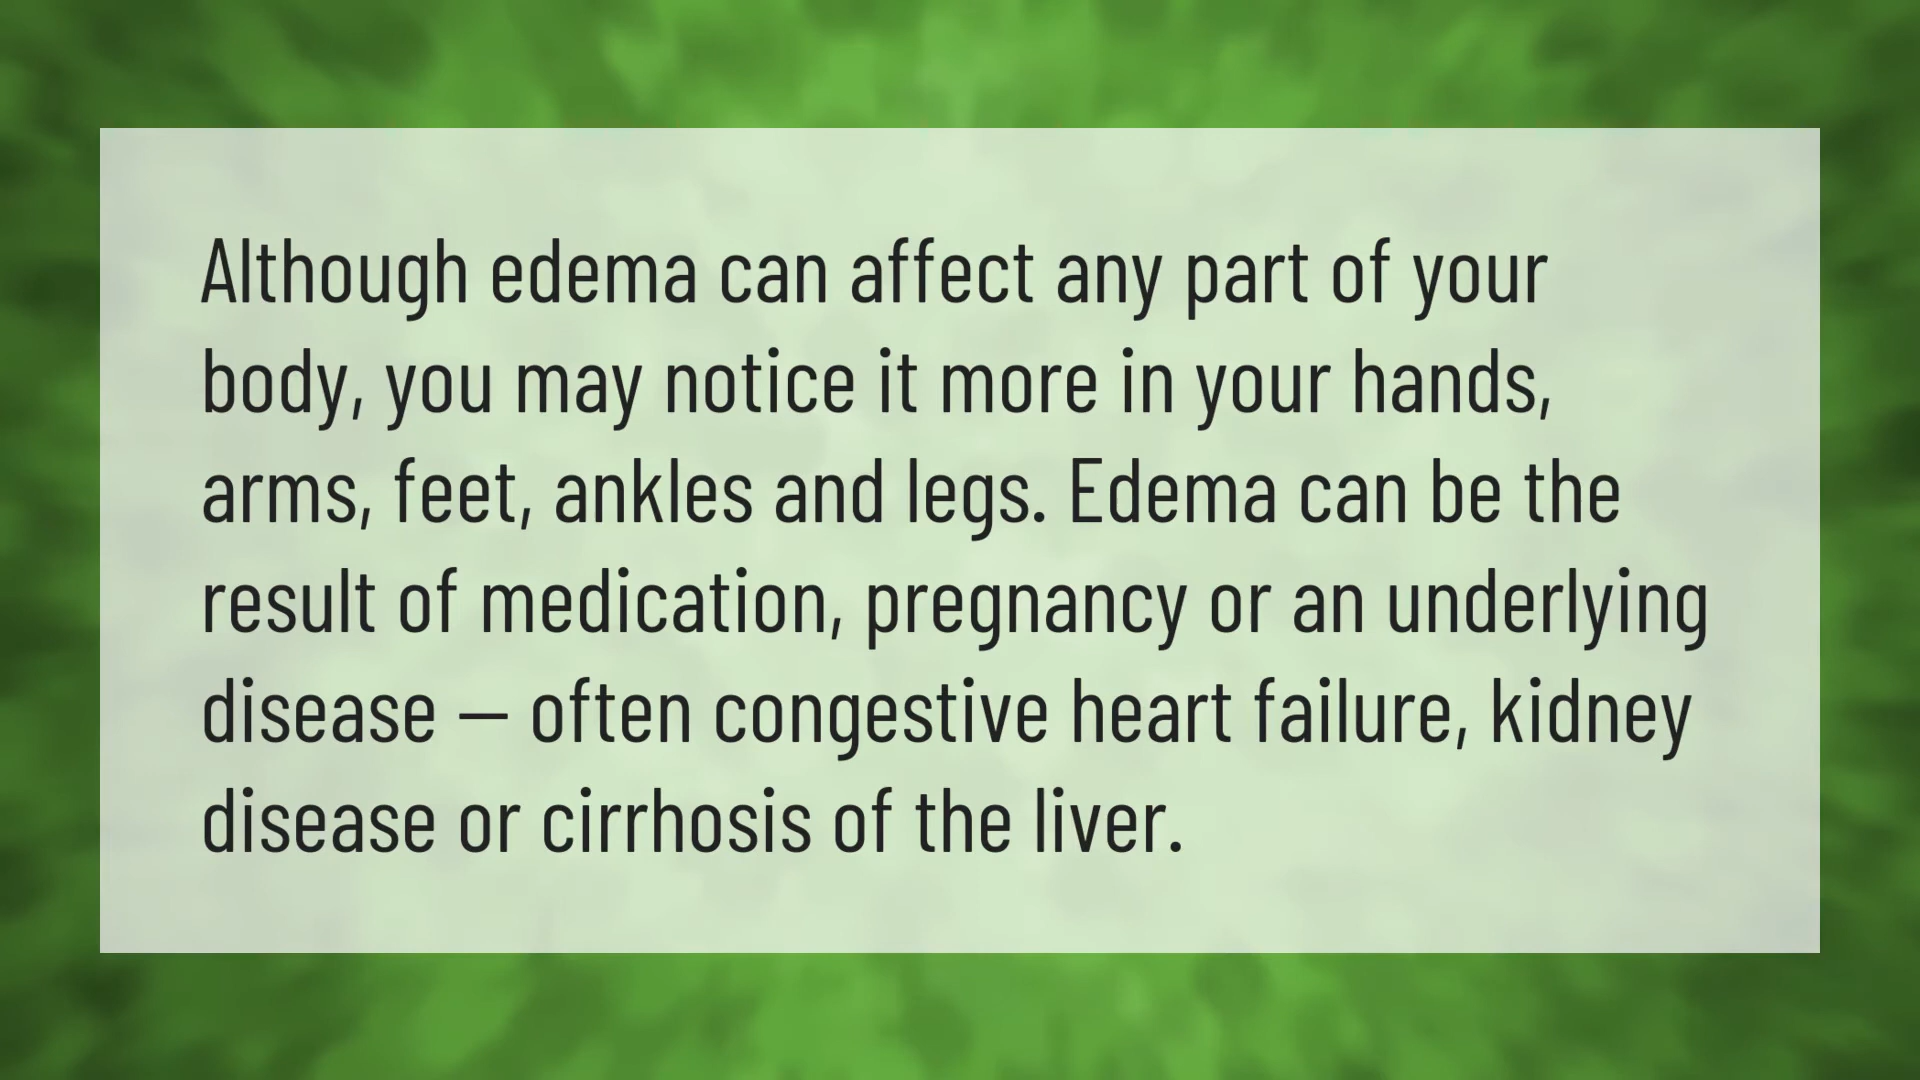 Although edema can affect any part of your
body, you may notice it more in your hands,
arms, feet, ankles and legs. Edema can be the
result of medication, pregnancy or an underlying
disease — often congestive heart failure, kidney
disease or cirrhosis of the liver.